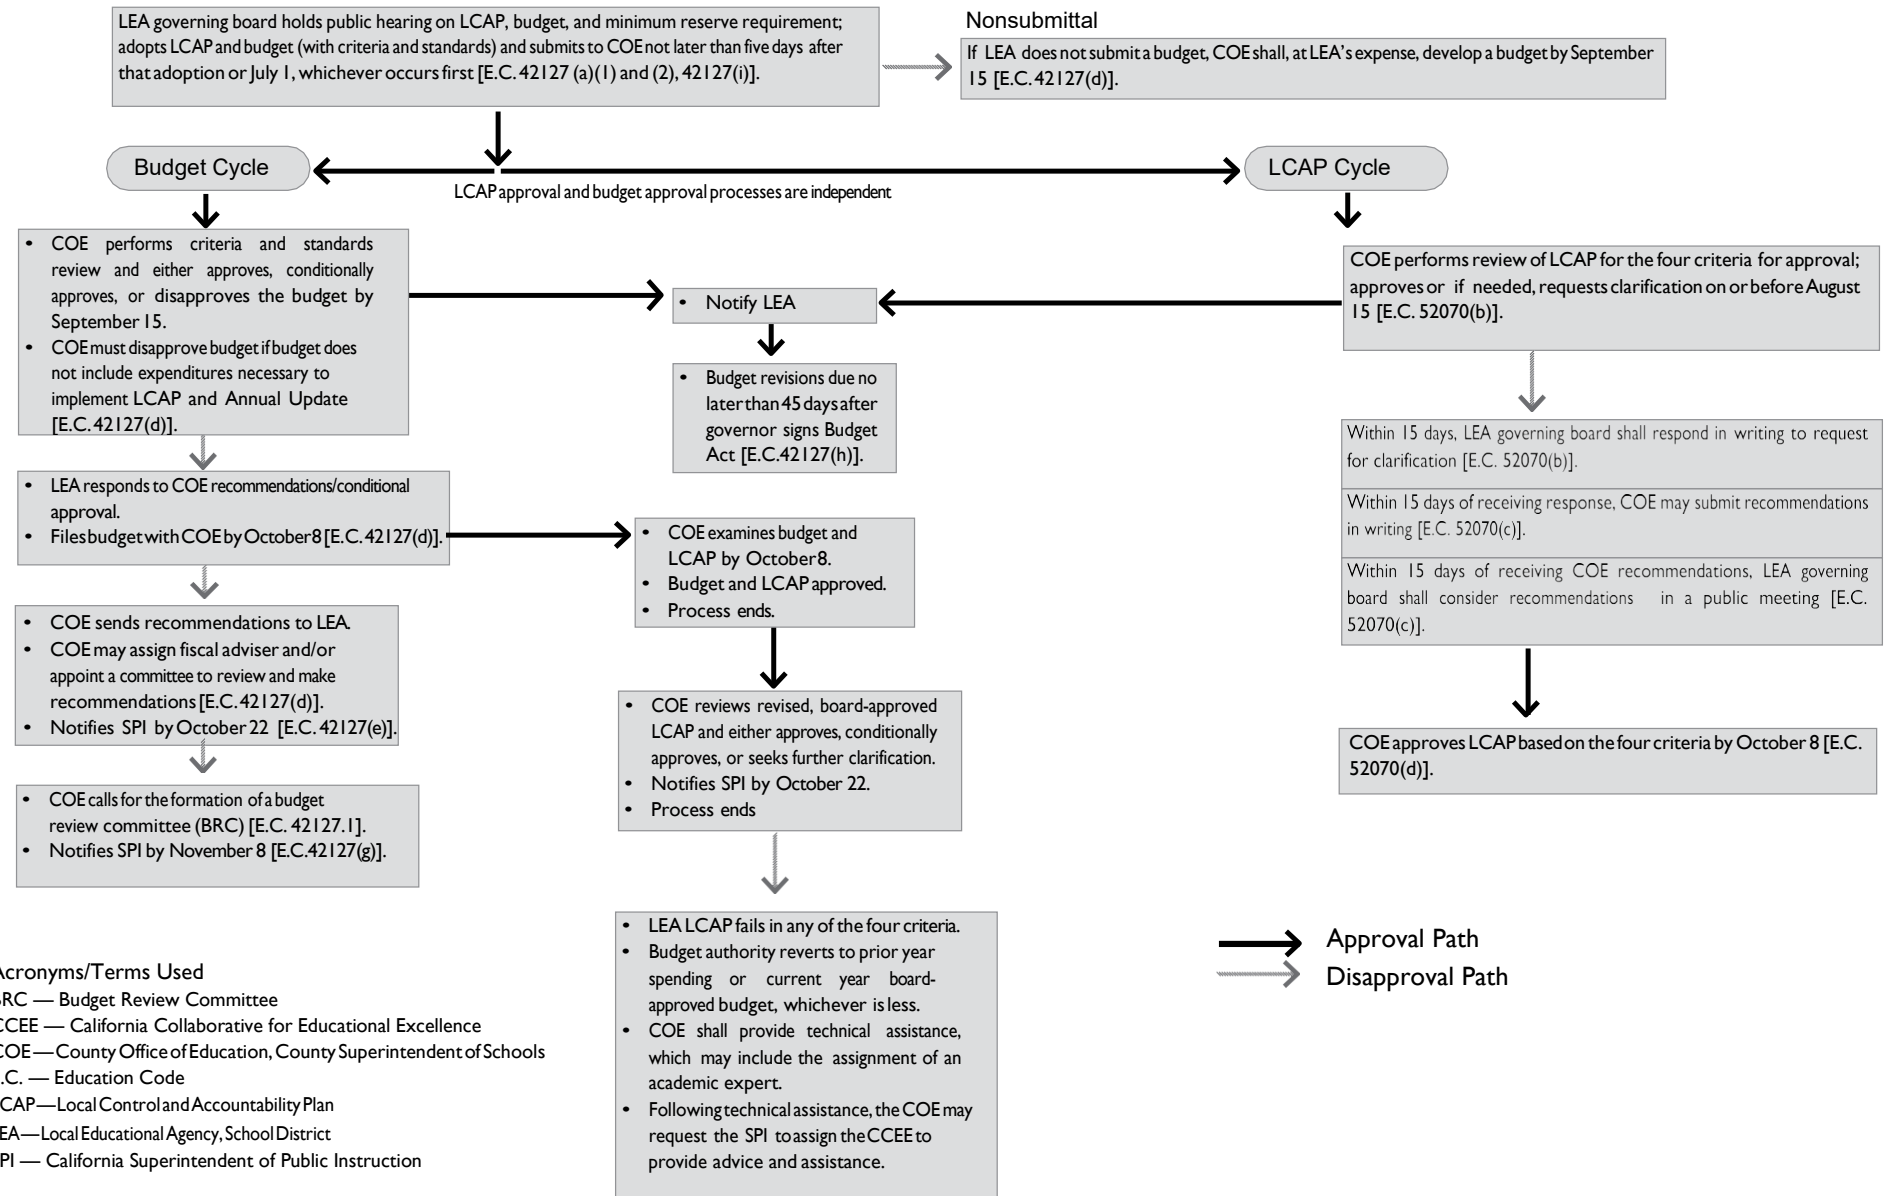 LEA governing board holds public hearing on LCAP, budget, and minimum reserve requirement;
adopts LCAP and budget (with criteria and standards) and submits to COE not later than five days after
that adoption or July 1, whichever occurs first [E.C. 42127 (a)(1) and (2), 42127(i)].
Nonsubmittal
If LEA does not submit a budget, COE shall, at LEA's expense, develop a budget by September
15 [E.C. 42127(d)].
Budget Cycle
LCAP approval and budget approval processes are independent
LCAP Cycle
• COE performs criteria and standards
review and either approves, conditionally
approves, or disapproves the budget by
September 15.
• COE must disapprove budget if budget does
not include expenditures necessary to
implement LCAP and Annual Update
[E.C. 42127(d)].
• Notify LEA
• Budget revisions due no
later than 45 days after
governor signs Budget
Act [E.C.42127(h)].
COE performs review of LCAP for the four criteria for approval;
approves or if needed, requests clarification on or before August
15 [E.C. 52070(b)].
Within 15 days, LEA governing board shall respond in writing to request
for clarification [E.C. 52070(b)].
Within 15 days of receiving response, COE may submit recommendations
in writing [E.C. 52070(c)].
Within 15 days of receiving COE recommendations, LEA governing
board shall consider recommendations in a public meeting [E.C.
52070(c)].
COE approves LCAP based on the four criteria by October 8 [E.C.
52070(d)].
• LEA responds to COE recommendations/conditional
approval.
• Files budget with COE by October 8 [E.C. 42127(d)].
• COE examines budget and
LCAP by October 8.
• Budget and LCAP approved.
• Process ends.
• COE sends recommendations to LEA.
• COE may assign fiscal adviser and/or
appoint a committee to review and make
recommendations [E.C. 42127(d)].
• Notifies SPI by October 22 [E.C. 42127(e)].
• COE reviews revised, board-approved
LCAP and either approves, conditionally
approves, or seeks further clarification.
• Notifies SPI by October 22.
• Process ends
• COE calls for the formation of a budget
review committee (BRC) [E.C. 42127.1].
• Notifies SPI by November 8 [E.C.42127(g)].
• LEA LCAP fails in any of the four criteria.
• Budget authority reverts to prior year
spending or current year board-
approved budget, whichever is less.
• COE shall provide technical assistance,
which may include the assignment of an
academic expert.
• Following technical assistance, the COE may
request the SPI to assign the CCEE to
provide advice and assistance.
Approval Path
Disapproval Path
Acronyms/Terms Used
BRC — Budget Review Committee
CCEE — California Collaborative for Educational Excellence
COE — County Office of Education, County Superintendent of Schools
.C. — Education Code
CAP — Local Control and Accountability Plan
EA — Local Educational Agency, School District
PI — California Superintendent of Public Instruction